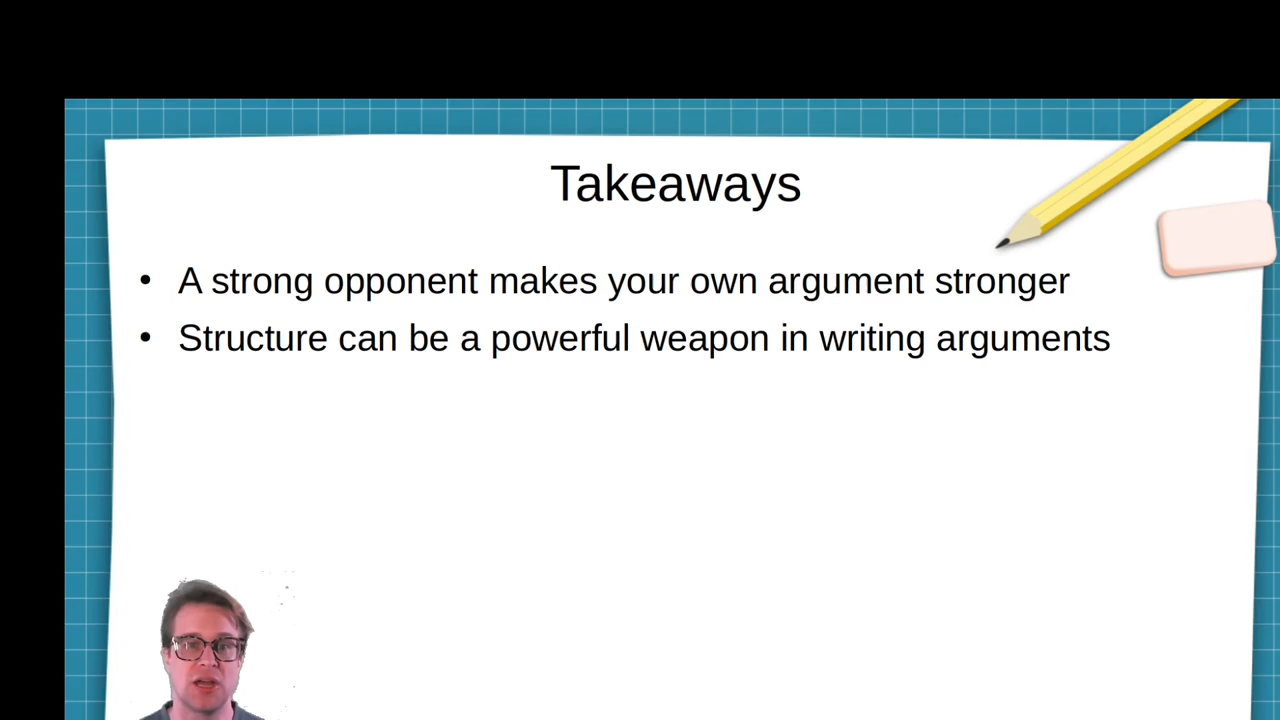 Takeaways
• A strong opponent makes your own argument stronger
• Structure can be a powerful weapon in writing arguments